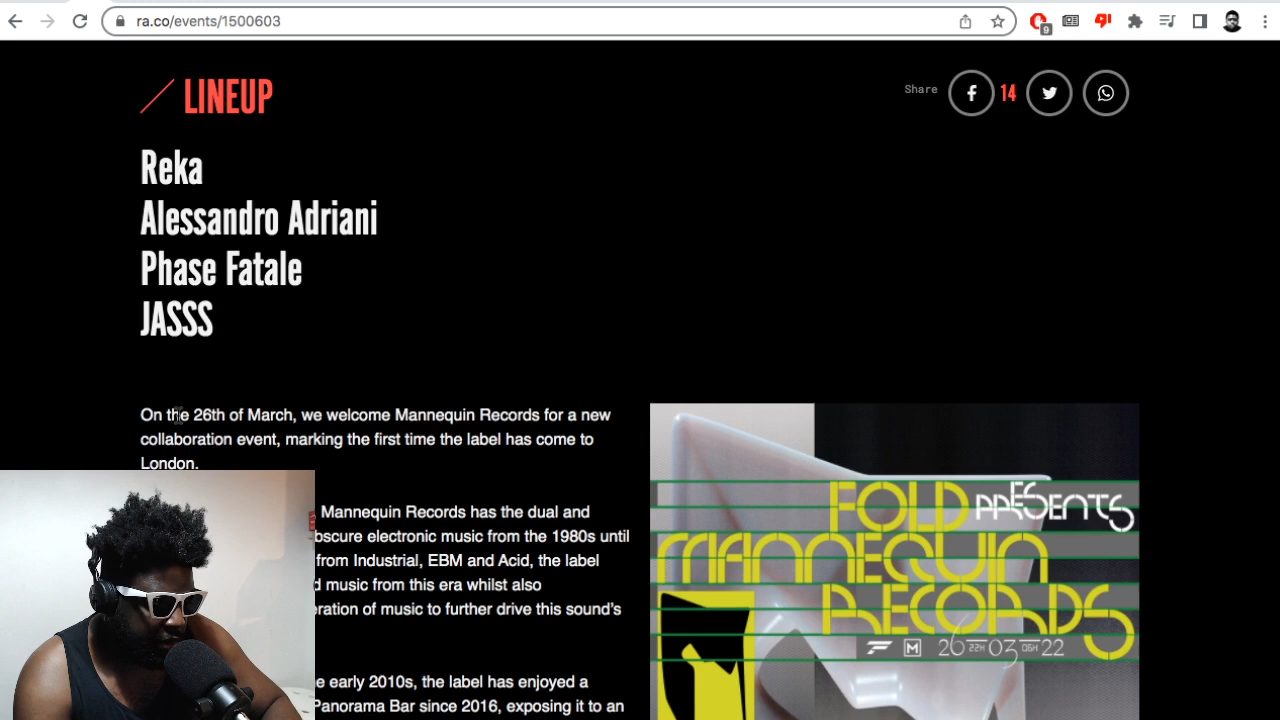 ra.co/events/1500603
9
LINEUP
Share
14
Reka
Alessandro Adriani
Phase Fatale
JASSS
On the 26th of March, we welcome Mannequin Records for a new
collaboration event, marking the first time the label has come to
London.
Mannequin Records has the dual and
bscure electronic music from the 1980s until
from Industrial, EBM and Acid, the label
d music from this era whilst also
eration of music to further drive this sound's
e early 2010s, the label has enjoyed a
Panorama Bar since 2016, exposing it to an
FOLD PRESENTS
MANNEQUIN
RECORDS
M 26 22H 03 06H 22